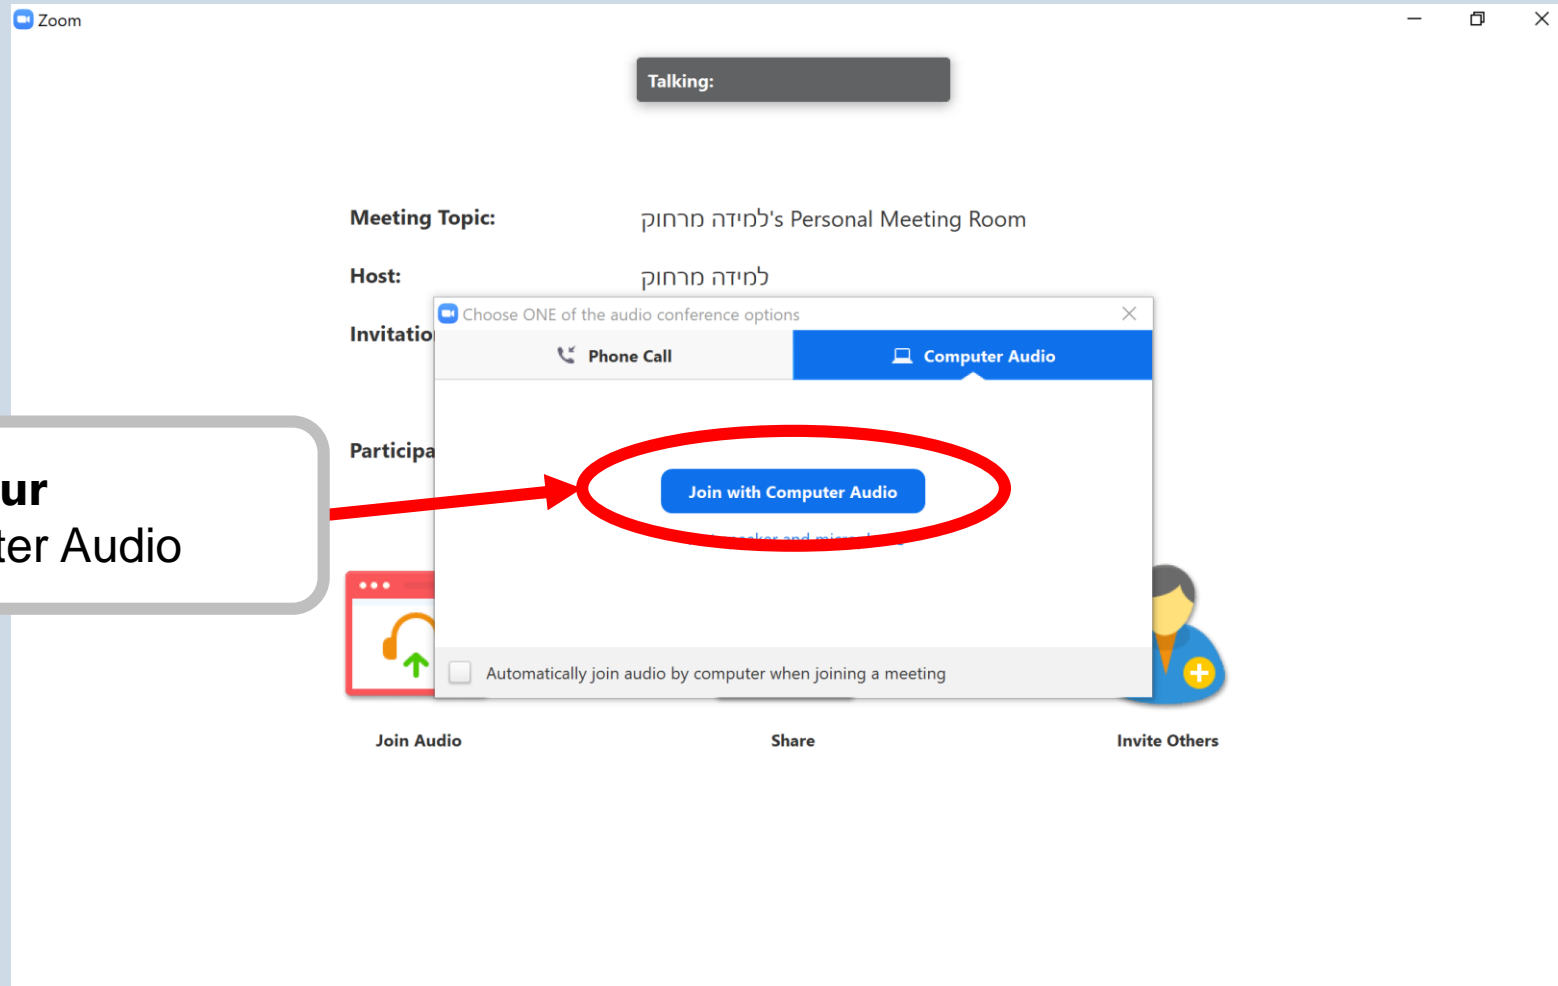 Zoom
Talking:
Meeting Topic: למידה מרחוק's Personal Meeting Room
Host: למידה מרחוק
Choose ONE of the audio conference options
Invitatio
Phone Call
Computer Audio
Participa
ur
Join with Computer Audio
ter Audio
and
Automatically join audio by computer when joining a meeting
Join Audio
Share
Invite Others